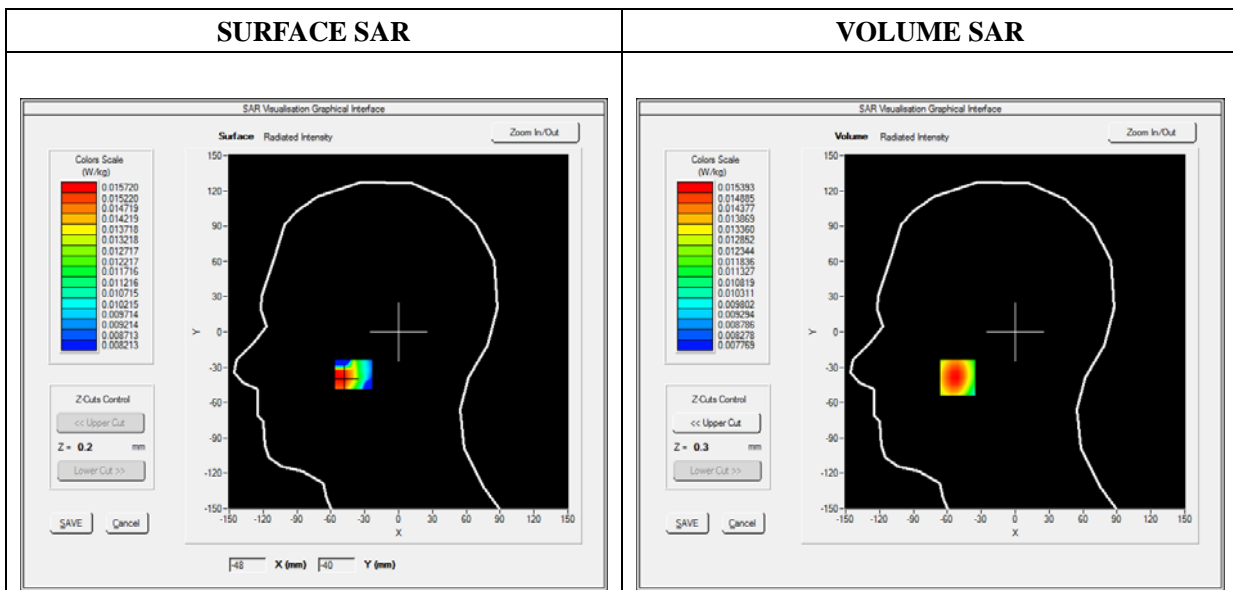 SURFACE SAR
SAR Visualisation Graphical Interface
Surface Radiated Intensity
Zoom In/Out
Colors Scale
(W/kg)
0.015720
0.015220
0.014719
0.014219
0.013718
0.013218
0.012717
0.012217
0.011716
0.011216
0.010715
0.010215
0.009714
0.009214
0.008713
0.008213
150
120
90
60
30
0
-30
-60
-90
-120
-150
Y
-150 -120 -90 -60 -30 0 30 60 90 120 150
X
Z-Cuts Control
<< Upper Cut
Z = 0.2 mm
Lower Cut >>
SAVE Cancel
-48 X (mm) -40 Y (mm)
VOLUME SAR
SAR Visualisation Graphical Interface
Volume Radiated Intensity
Zoom In/Out
Colors Scale
(W/kg)
0.015393
0.014885
0.014377
0.013869
0.013360
0.012852
0.012344
0.011836
0.011327
0.010819
0.010311
0.009802
0.009294
0.008786
0.008278
0.007769
150
120
90
60
30
0
-30
-60
-90
-120
-150
Y
-150 -120 -90 -60 -30 0 30 60 90 120 150
X
Z-Cuts Control
<< Upper Cut
Z = 0.3 mm
Lower Cut >>
SAVE Cancel